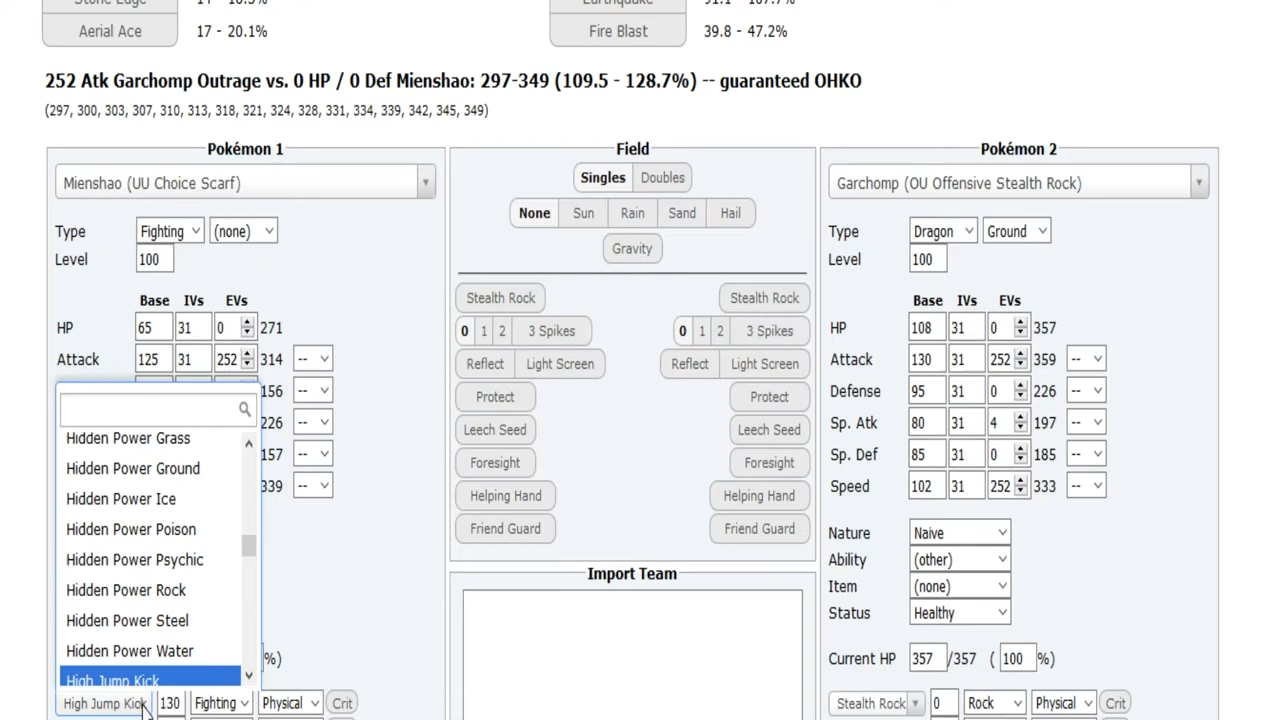 Stone Edge 14 - 16.5% Earthquake 91.1 - 107.7%
Aerial Ace 17 - 20.1% Fire Blast 39.8 - 47.2%
252 Atk Garchomp Outrage vs. 0 HP / 0 Def Mienshao: 297-349 (109.5 - 128.7%) -- guaranteed OHKO
(297, 300, 303, 307, 310, 313, 318, 321, 324, 328, 331, 334, 339, 342, 345, 349)
Pokémon 1
Mienshao (UU Choice Scarf)
Type Fighting (none)
Level 100
Base IVs EVs
HP 65 31 0 271
Attack 125 31 252 314 --
156 --
226 --
157 --
339 --
Hidden Power Grass
Hidden Power Ground
Hidden Power Ice
Hidden Power Poison
Hidden Power Psychic
Hidden Power Rock
Hidden Power Steel
Hidden Power Water
High Jump Kick
%)
High Jump Kick 130 Fighting Physical Crit
Field
Singles Doubles
None Sun Rain Sand Hail
Gravity
Stealth Rock Stealth Rock
0 1 2 3 Spikes 0 1 2 3 Spikes
Reflect Light Screen Reflect Light Screen
Protect Protect
Leech Seed Leech Seed
Foresight Foresight
Helping Hand Helping Hand
Friend Guard Friend Guard
Import Team
Pokémon 2
Garchomp (OU Offensive Stealth Rock)
Type Dragon Ground
Level 100
Base IVs EVs
HP 108 31 0 357
Attack 130 31 252 359 --
Defense 95 31 0 226 --
Sp. Atk 80 31 4 197 --
Sp. Def 85 31 0 185 --
Speed 102 31 252 333 --
Nature Naive
Ability (other)
Item (none)
Status Healthy
Current HP 357 /357 ( 100 %)
Stealth Rock 0 Rock Physical Crit